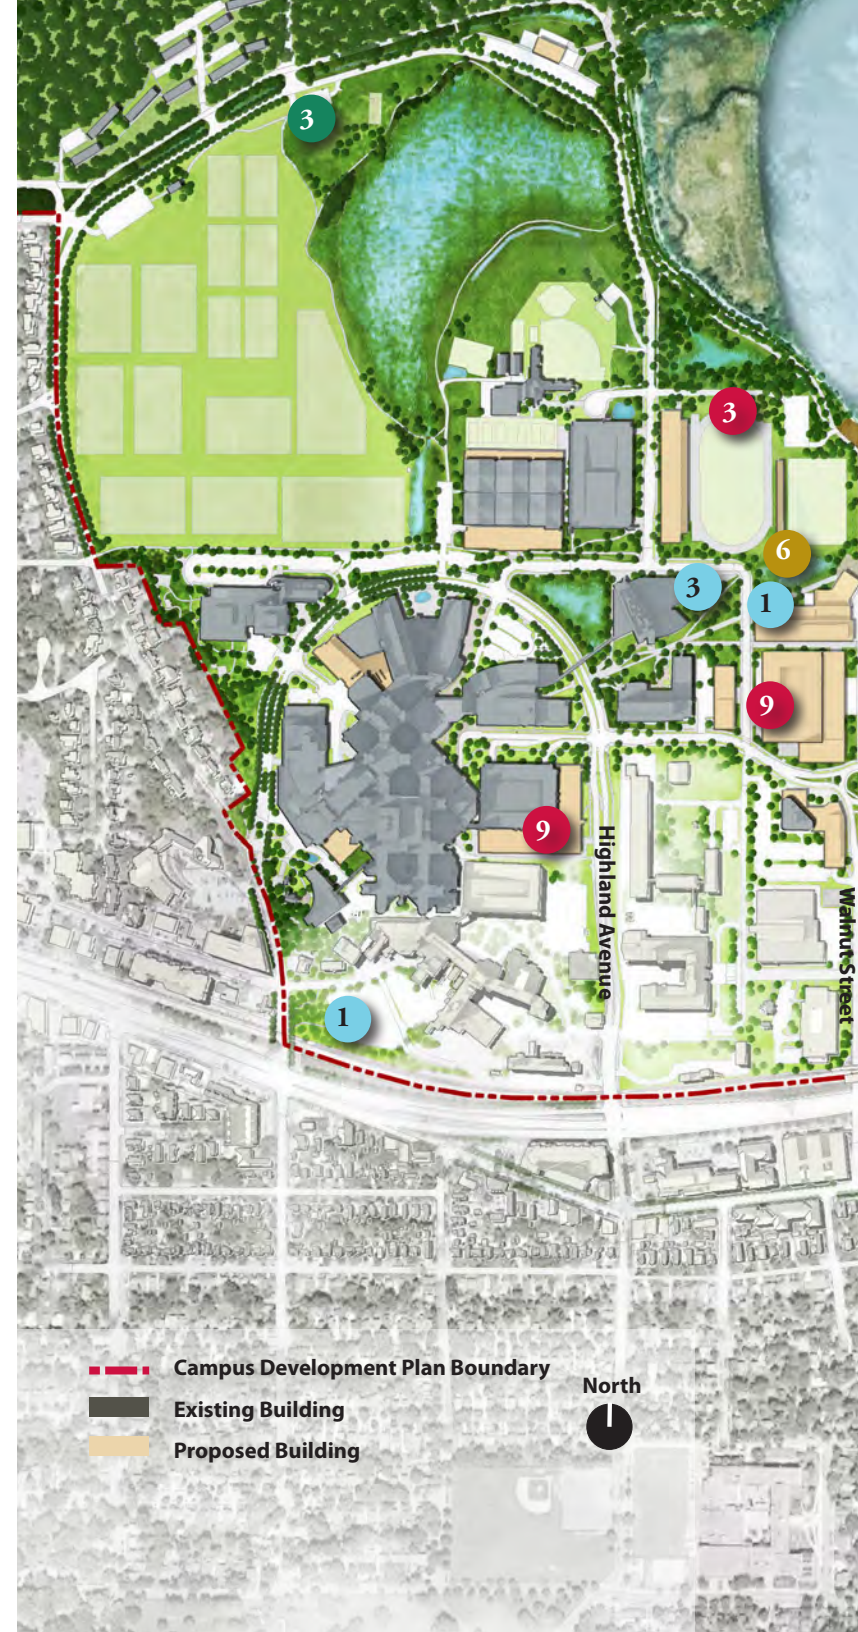 3
3
6
3
1
9
9
Highland Avenue
Walnut Street
1
Campus Development Plan Boundary
Existing Building
Proposed Building
North